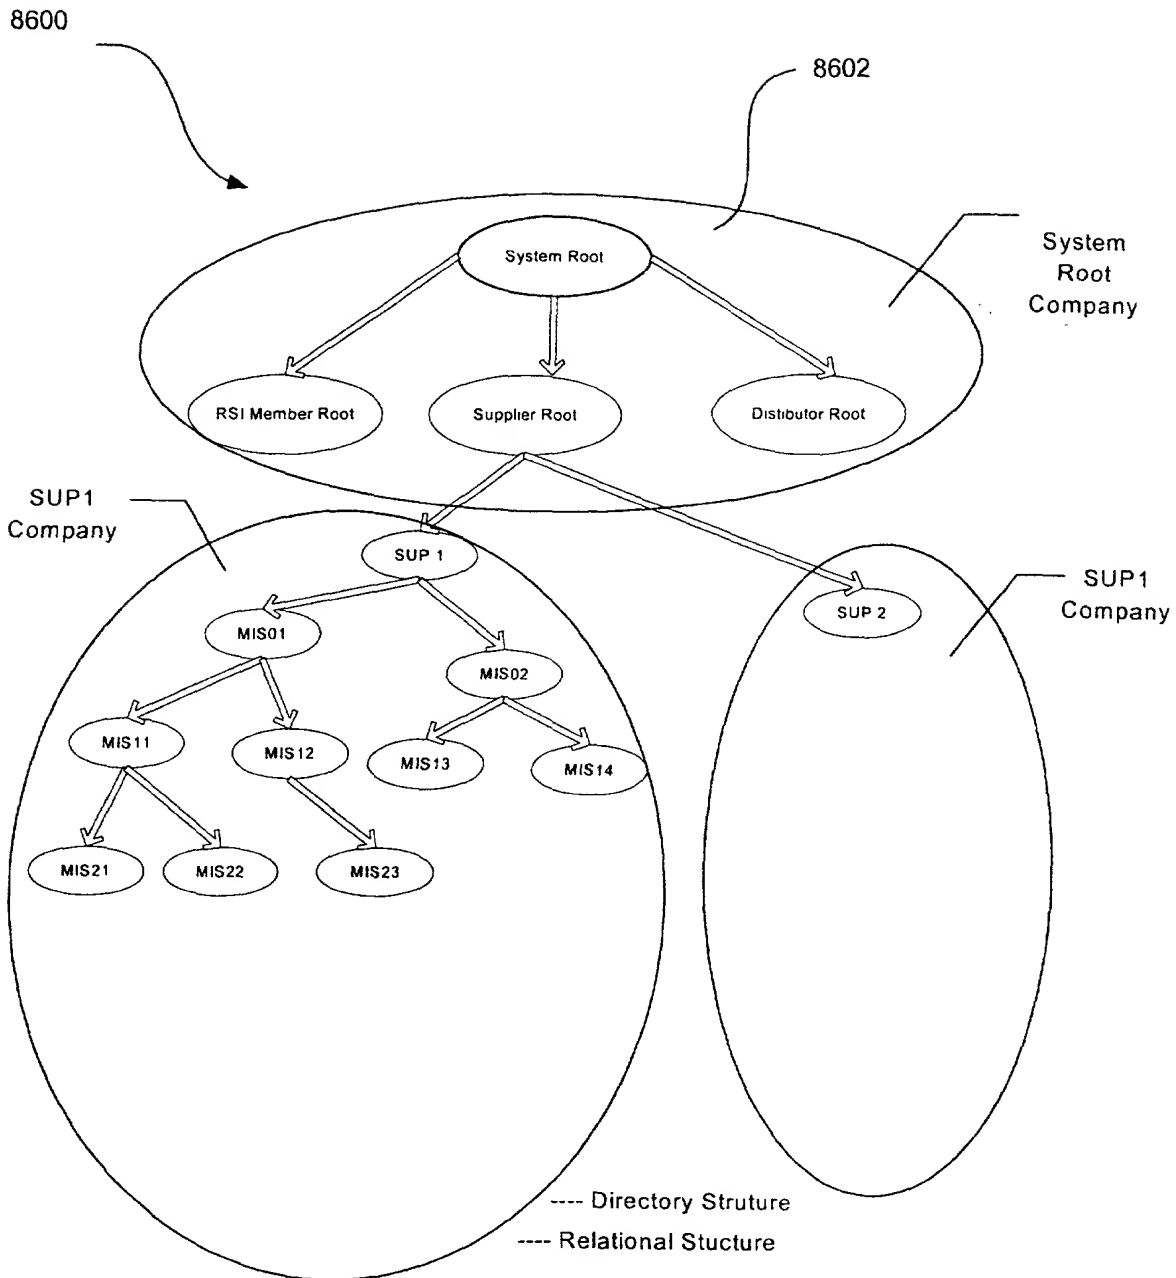 8600
8602
System Root
System
Root
Company
RSI Member Root
Supplier Root
Distibutor Root
SUP1
Company
SUP 1
SUP1
Company
SUP 2
MIS01
MIS02
MIS11
MIS12
MIS13
MIS14
MIS21
MIS22
MIS23
---- Directory Struture
---- Relational Stucture